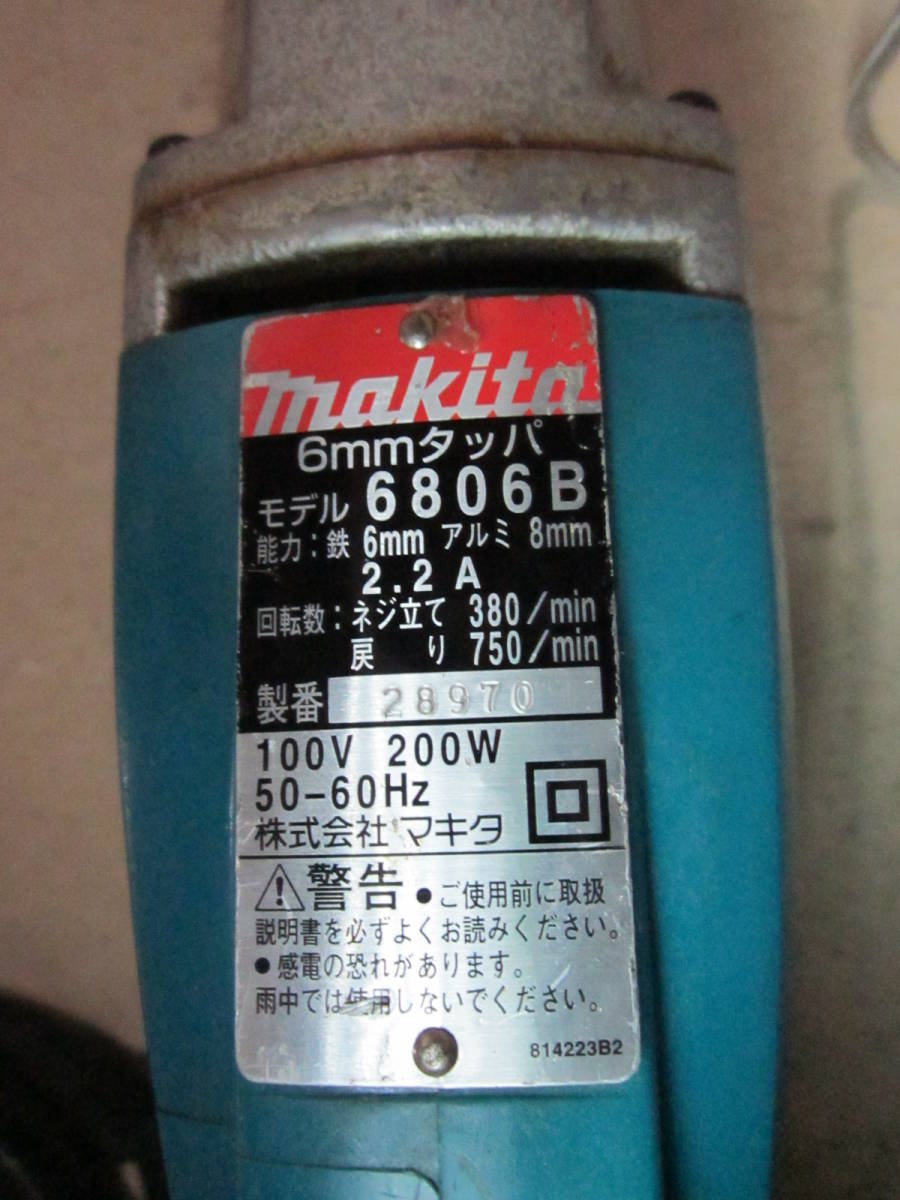 makita
6mmタッパ
モデル 6806B
能力：鉄 6mm アルミ 8mm
2.2 A
回転数：ネジ立て 380/min
戻り 750/min
製番 28970
100V 200W
50-60Hz
株式会社 マキタ
警告 ●ご使用前に取扱
説明書を必ずよくお読みください。
●感電の恐れがあります。
雨中では使用しないでください。
814223B2